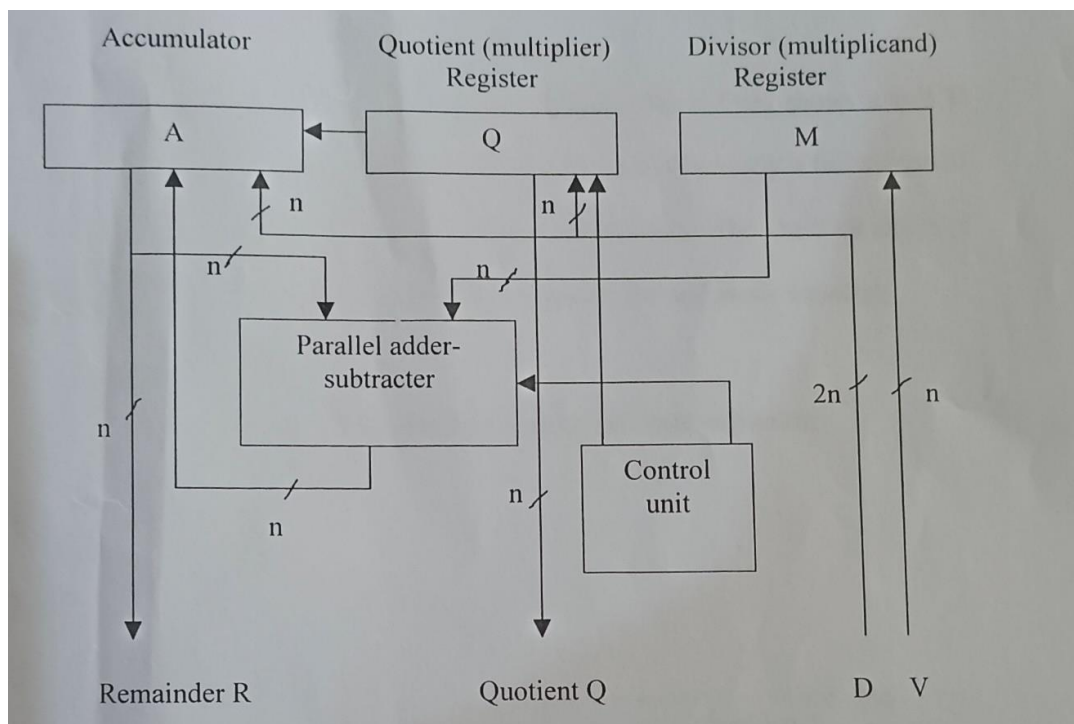 Accumulator
Quotient (multiplier)
Register
Divisor (multiplicand)
Register
A
Q
M
n
n
n
n
Parallel adder-
subtracter
2n
n
n
Control
unit
n
n
Remainder R
Quotient Q
D
V